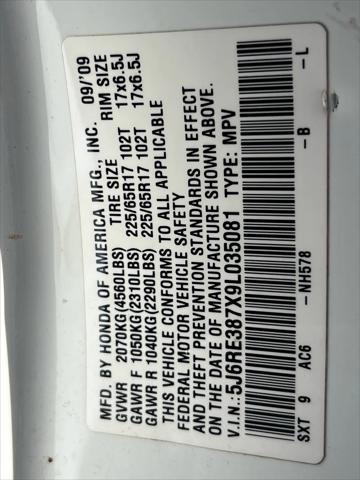 MFD. BY HONDA OF AMERICA MFG., INC. 09/'09
GVWR 2070KG(4560LBS) TIRE SIZE RIM SIZE
GAWR F 1050KG(2310LBS) 225/65R17 102T 17x6.5J
GAWR R 1040KG(2290LBS) 225/65R17 102T 17x6.5J
THIS VEHICLE CONFORMS TO ALL APPLICABLE
FEDERAL MOTOR VEHICLE SAFETY
AND THEFT PREVENTION STANDARDS IN EFFECT
ON THE DATE OF MANUFACTURE SHOWN ABOVE.
V.I.N.:5J6RE387X9L035081 TYPE: MPV
SXT 9 AC6 -NH578 -B -L